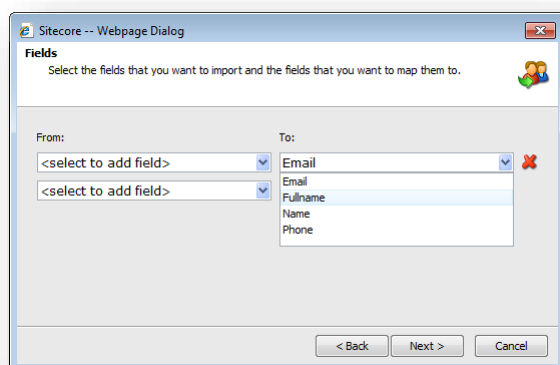 Sitecore -- Webpage Dialog
Fields
Select the fields that you want to import and the fields that you want to map them to.
From:
To:
<select to add field>
Email
<select to add field>
Email
Fullname
Name
Phone
< Back
Next >
Cancel